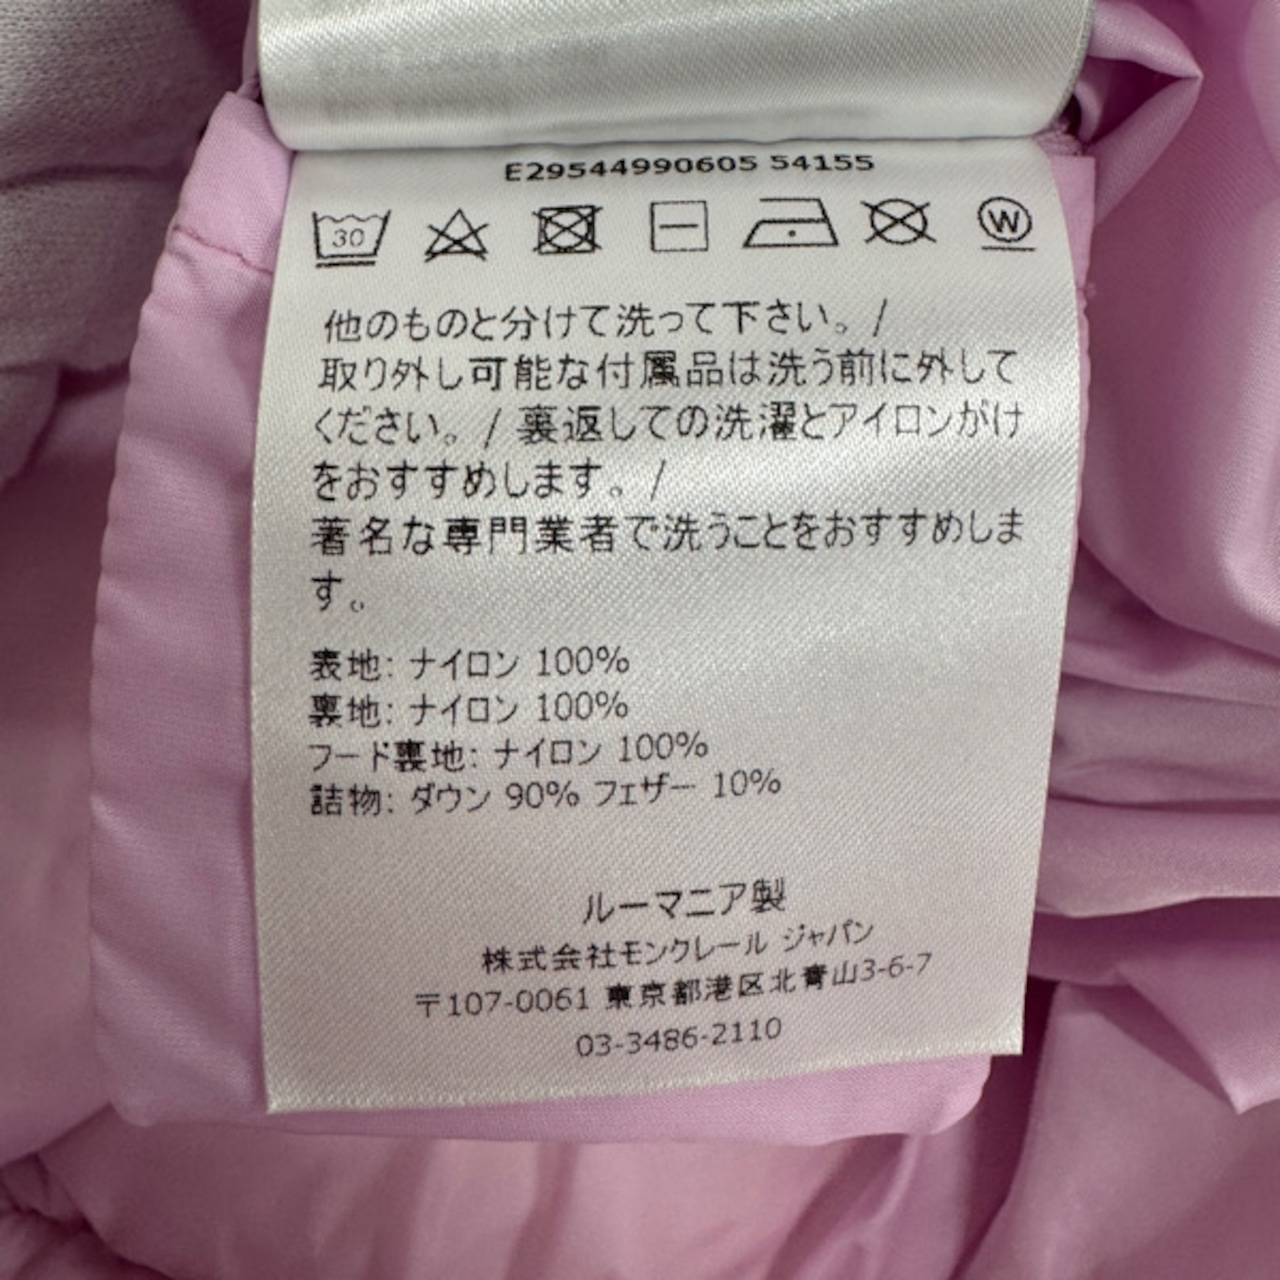 E29544990605 54155
30
W
他のものと分けて洗って下さい。/
取り外し可能な付属品は洗う前に外して
ください。/ 裏返しての洗濯とアイロンがけ
をおすすめします。/
著名な専門業者で洗うことをおすすめしま
す。
表地: ナイロン 100%
裏地: ナイロン 100%
フード裏地: ナイロン 100%
詰物: ダウン 90% フェザー 10%
ルーマニア製
株式会社モンクレール ジャパン
〒107-0061 東京都港区北青山3-6-7
03-3486-2110